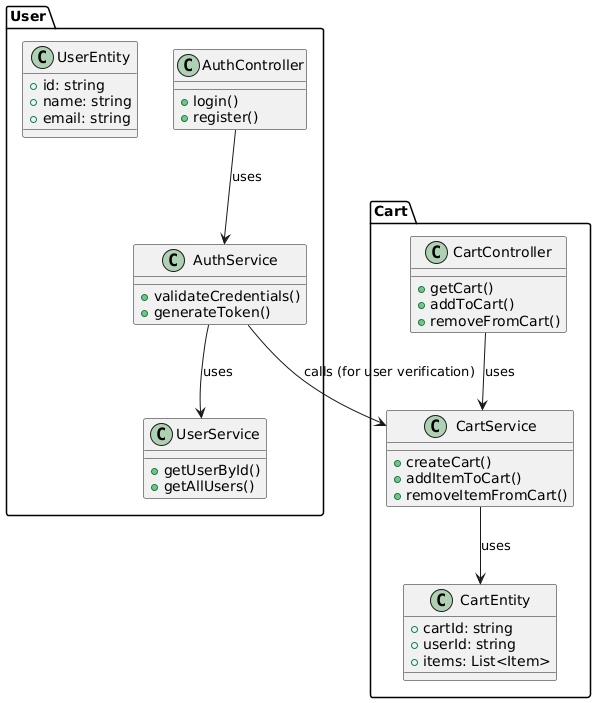 User
C UserEntity
id: string
name: string
email: string
C AuthController
login()
register()
uses
C AuthService
validateCredentials()
generateToken()
uses
calls (for user verification)
C UserService
getUserById()
getAllUsers()
Cart
C CartController
getCart()
addToCart()
removeFromCart()
uses
C CartService
createCart()
addItemToCart()
removeItemFromCart()
uses
C CartEntity
cartId: string
userId: string
items: List<Item>